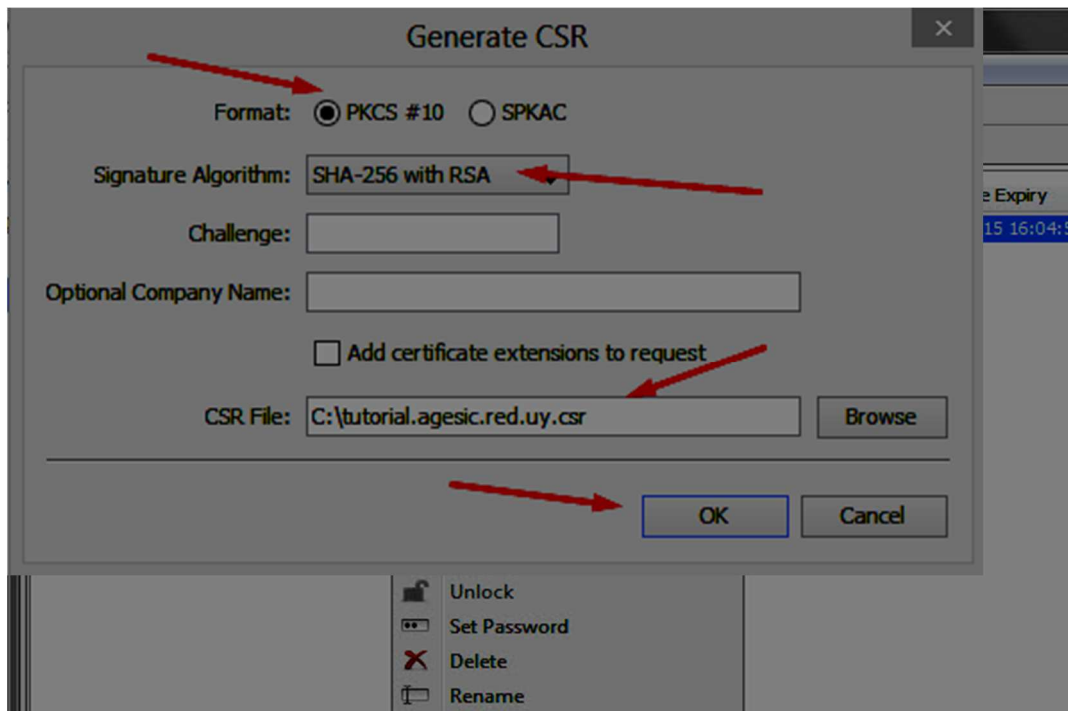 Generate CSR
Format: PKCS #10 SPKAC
Signature Algorithm: SHA-256 with RSA
e Expiry
Challenge:
15 16:04:5
Optional Company Name:
Add certificate extensions to request
CSR File: C:\tutorial.agesic.red.uy.csr Browse
OK Cancel
Unlock
Set Password
Delete
Rename